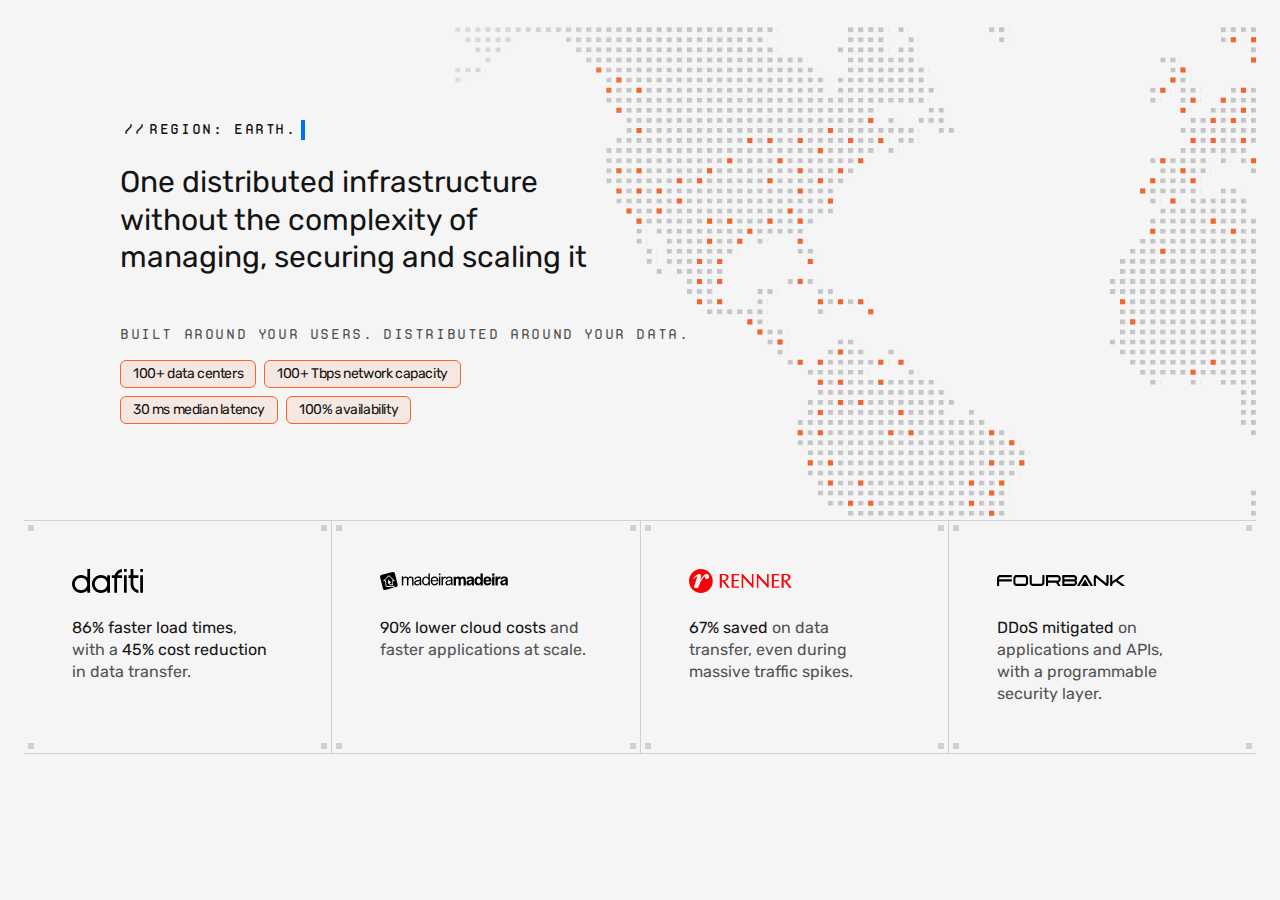 //REGION: EARTH.
One distributed infrastructure
without the complexity of
managing, securing and scaling it
BUILT AROUND YOUR USERS. DISTRIBUTED AROUND YOUR DATA.
100+ data centers
100+ Tbps network capacity
30 ms median latency
100% availability
dafiti
86% faster load times,
with a 45% cost reduction
in data transfer.
madeiramadeira
90% lower cloud costs and
faster applications at scale.
r RENNER
67% saved on data
transfer, even during
massive traffic spikes.
FOURBANK
DDoS mitigated on
applications and APIs,
with a programmable
security layer.